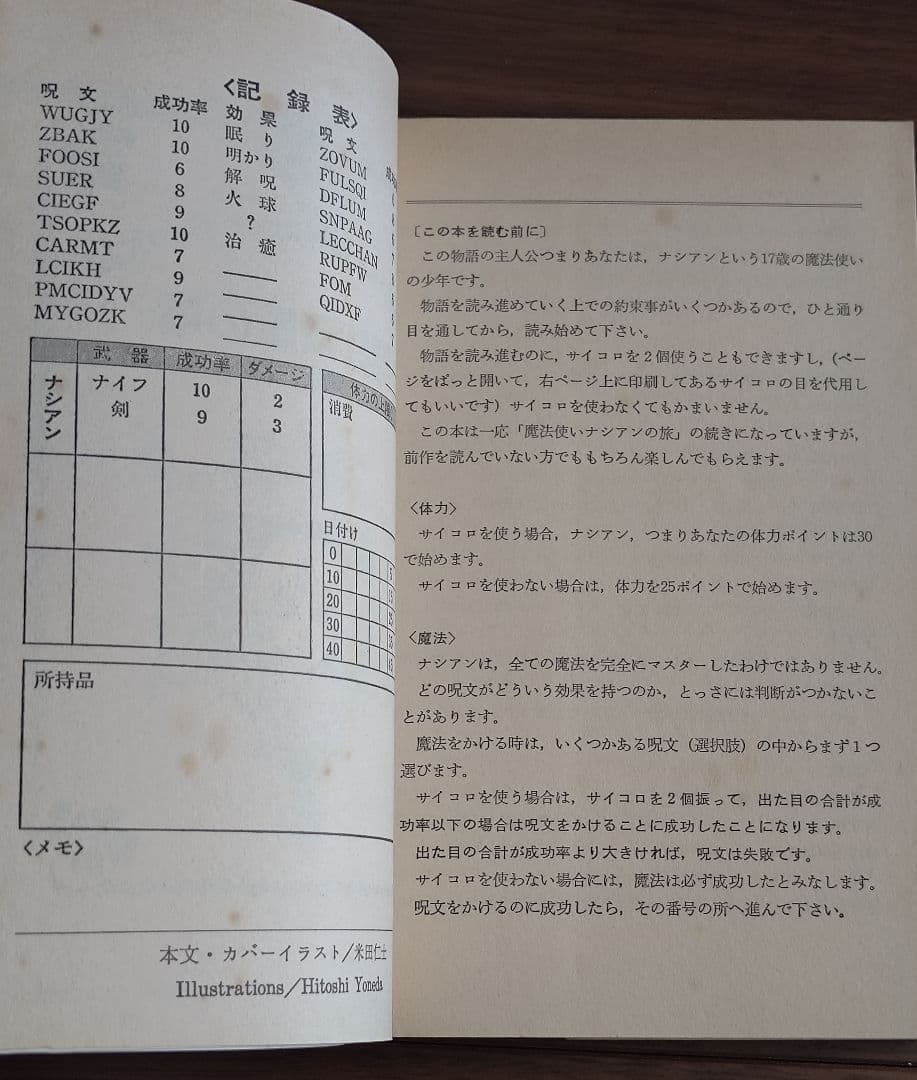 〈記録表〉
呪文 成功率 効果
WUGJY 10 眠り
ZBAK 10 明かり
FOOSI 6 解呪
SUER 8 火球
CIEGF 9 ?
TSOPKZ 10 治癒
CARMT 7
LCIKH 9
PMCIDYV 7
MYGOZK 7
呪文
ZOVUM
FULSQI
DFLUM
SNPAAG
LECCHAN
RUPFW
FOM
QIDXF
武器 成功率 ダメージ
ナシアン
ナイフ 10 2
剣 9 3
体力の上限
消費
日付け
0
10
20
30
40
所持品
〈メモ〉
本文・カバーイラスト/米田仁士
Illustrations/Hitoshi Yoneda
〔この本を読む前に〕
この物語の主人公つまりあなたは，ナシアンという17歳の魔法使い
の少年です。
物語を読み進めていく上での約束事がいくつかあるので，ひと通り
目を通してから，読み始めて下さい。
物語を読み進むのに，サイコロを２個使うこともできますし，(ペー
ジをぱっと開いて，右ページ上に印刷してあるサイコロの目を代用し
てもいいです）サイコロを使わなくてもかまいません。
この本は一応「魔法使いナシアンの旅」の続きになっていますが，
前作を読んでいない方でももちろん楽しんでもらえます。
〈体力〉
サイコロを使う場合，ナシアン，つまりあなたの体力ポイントは30
で始めます。
サイコロを使わない場合は，体力を25ポイントで始めます。
〈魔法〉
ナシアンは，全ての魔法を完全にマスターしたわけではありません。
どの呪文がどういう効果を持つのか，とっさには判断がつかないこ
とがあります。
魔法をかける時は，いくつかある呪文（選択肢）の中からまず１つ
選びます。
サイコロを使う場合は，サイコロを２個振って，出た目の合計が成
功率以下の場合は呪文をかけることに成功したことになります。
出た目の合計が成功率より大きければ，呪文は失敗です。
サイコロを使わない場合には，魔法は必ず成功したとみなします。
呪文をかけるのに成功したら，その番号の所へ進んで下さい。